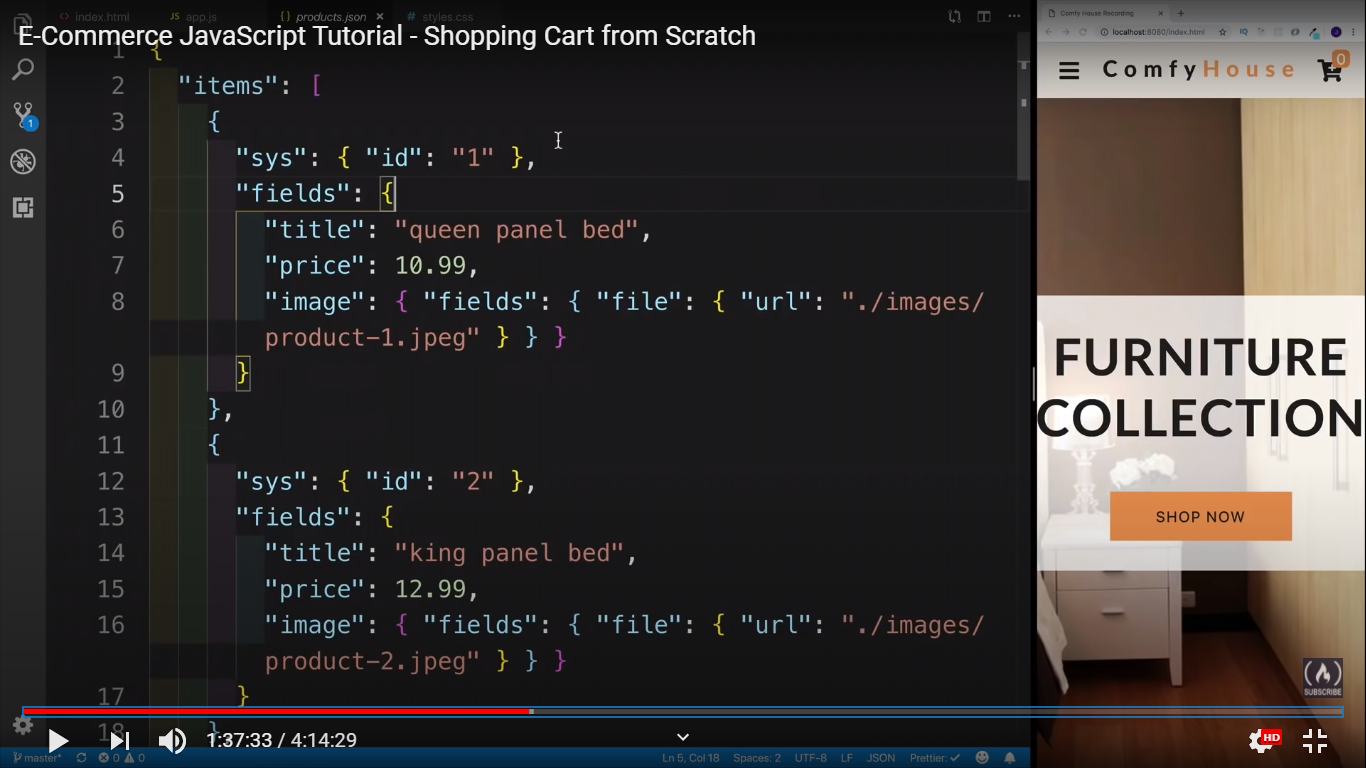 index.html
app.js
products.json
styles.css
E-Commerce JavaScript Tutorial - Shopping Cart from Scratch
1 {
2 "items": [
3 {
4 "sys": { "id": "1" },
5 "fields": {
6 "title": "queen panel bed",
7 "price": 10.99,
8 "image": { "fields": { "file": { "url": "./images/
product-1.jpeg" } } }
9 }
10 },
11 {
12 "sys": { "id": "2" },
13 "fields": {
14 "title": "king panel bed",
15 "price": 12.99,
16 "image": { "fields": { "file": { "url": "./images/
product-2.jpeg" } } }
17 }
18 },
1
Comfy House Recording
localhost:8080/index.html
ComfyHouse
0
FURNITURE
COLLECTION
SHOP NOW
SUBSCRIBE
1:37:33 / 4:14:29
HD
master* 0 0
Ln 5, Col 18 Spaces: 2 UTF-8 LF JSON Prettier: ✓